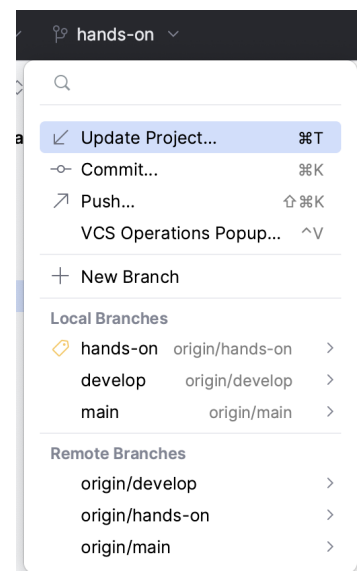 hands-on
a
Update Project... ⌘T
Commit... ⌘K
Push... ⇧⌘K
VCS Operations Popup... ^V
New Branch
Local Branches
hands-on origin/hands-on
develop origin/develop
main origin/main
Remote Branches
origin/develop
origin/hands-on
origin/main